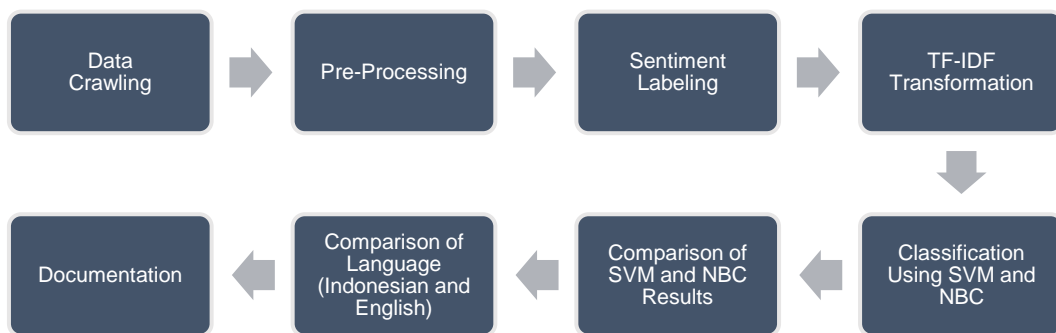 Data
Crawling
Pre-Processing
Sentiment
Labeling
TF-IDF
Transformation
Classification
Using SVM and
NBC
Comparison of
SVM and NBC
Results
Comparison of
Language
(Indonesian and
English)
Documentation